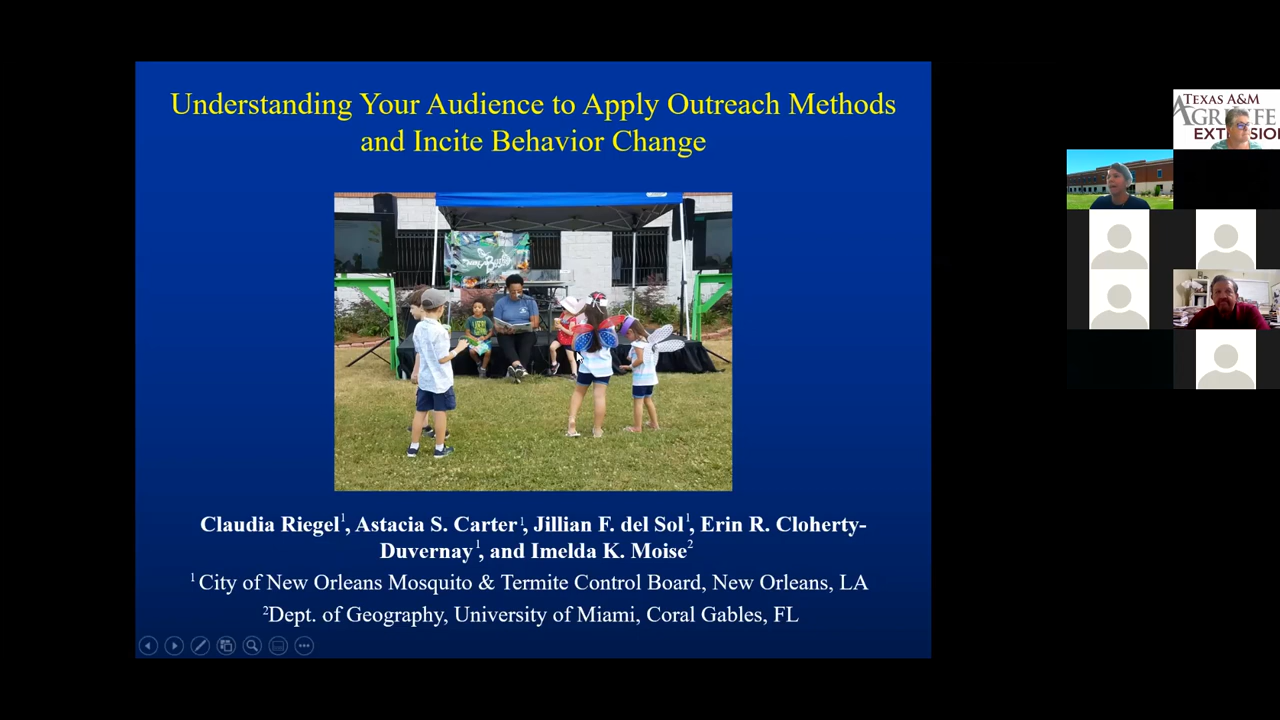 Understanding Your Audience to Apply Outreach Methods
and Incite Behavior Change
Claudia Riegel¹, Astacia S. Carter¹, Jillian F. del Sol¹, Erin R. Cloherty-
Duvernay¹, and Imelda K. Moise²
¹ City of New Orleans Mosquito & Termite Control Board, New Orleans, LA
²Dept. of Geography, University of Miami, Coral Gables, FL
TEXAS A&M